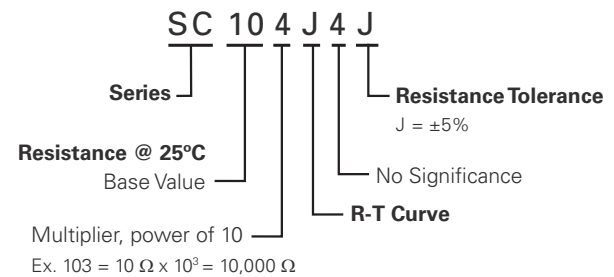 SC 10 4 J 4 J
Series
Resistance Tolerance
J = ±5%
Resistance @ 25ºC
Base Value
No Significance
R-T Curve
Multiplier, power of 10
Ex. 103 = 10 Ω x 10³ = 10,000 Ω